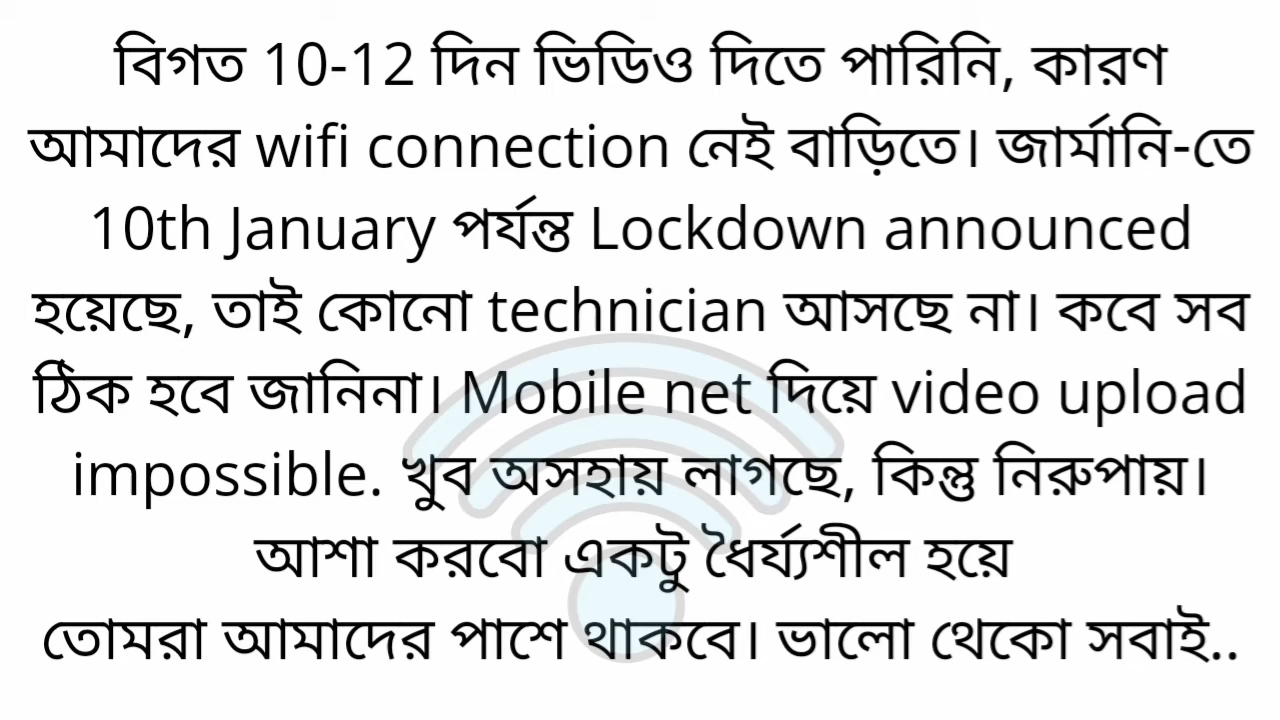 বিগত 10-12 দিন ভিডিও দিতে পারিনি, কারণ
আমাদের wifi connection নেই বাড়িতে। জার্মানি-তে
10th January পর্যন্ত Lockdown announced
হয়েছে, তাই কোনো technician আসছে না। কবে সব
ঠিক হবে জানিনা। Mobile net দিয়ে video upload
impossible. খুব অসহায় লাগছে, কিন্তু নিরুপায়।
আশা করবো একটু ধৈর্য্যশীল হয়ে
তোমরা আমাদের পাশে থাকবে। ভালো থেকো সবাই..